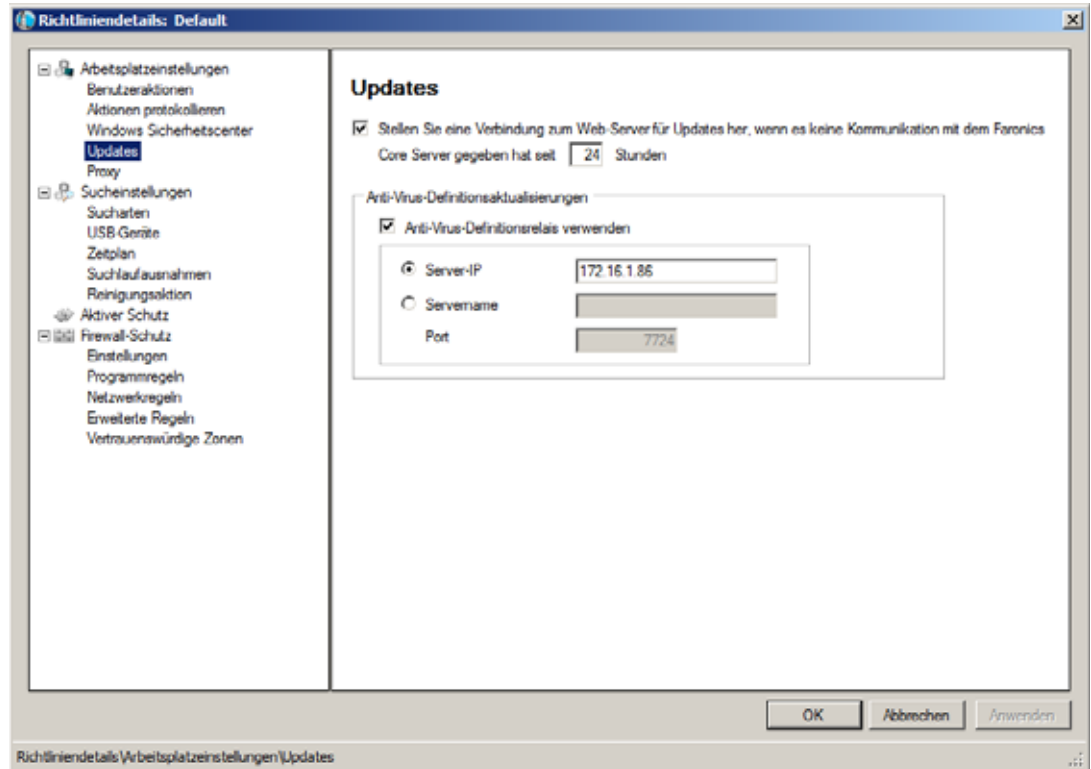 Richtliniendetails: Default
Arbeitsplatzeinstellungen
Benutzeraktionen
Aktionen protokollieren
Windows Sicherheitscenter
Updates
Proxy
Sucheinstellungen
Sucharten
USB-Geräte
Zeitplan
Suchlaufausnahmen
Reinigungsaktion
Aktiver Schutz
Firewall-Schutz
Einstellungen
Programmregeln
Netzwerkregeln
Erweiterte Regeln
Vertrauenswürdige Zonen
Updates
Stellen Sie eine Verbindung zum Web-Server für Updates her, wenn es keine Kommunikation mit dem Faronics
Core Server gegeben hat seit 24 Stunden
Anti-Virus-Definitionsaktualisierungen
Anti-Virus-Definitionsrelais verwenden
Server-IP 172.16.1.86
Servername
Port 7724
OK Abbrechen Anwenden
Richtliniendetails\Arbeitsplatzeinstellungen\Updates